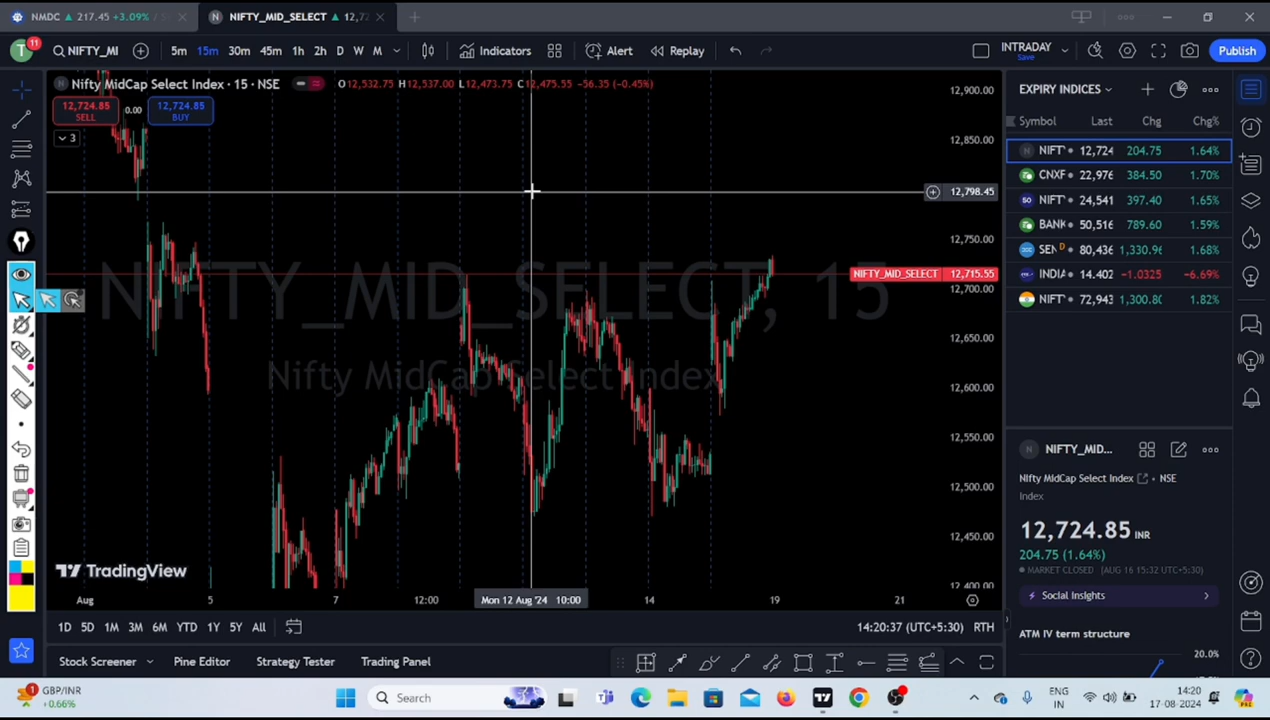 NMDC ▲ 217.45 +3.09%
NIFTY_MID_SELECT ▲ 12,72
T 11
NIFTY_MI
5m 15m 30m 45m 1h 2h D W M
Indicators
Alert
Replay
INTRADAY
Save
Publish
Nifty MidCap Select Index · 15 · NSE
O12,532.75 H12,537.00 L12,473.75 C12,475.55 -56.35 (-0.45%)
12,724.85
SELL
0.00
12,724.85
BUY
3
NIFTY_MID_SELECT, 15
Nifty MidCap Select Index
12,900.00
12,850.00
12,798.45
12,750.00
NIFTY_MID_SELECT 12,715.55
12,700.00
12,650.00
12,600.00
12,550.00
12,500.00
12,450.00
12,400.00
TradingView
Aug 5 7 12:00 Mon 12 Aug '24 10:00 14 19 21
1D 5D 1M 3M 6M YTD 1Y 5Y All
14:20:37 (UTC+5:30) RTH
Stock Screener Pine Editor Strategy Tester Trading Panel
EXPIRY INDICES
Symbol Last Chg Chg%
NIFT 12,724 204.75 1.64%
CNXF 22,976 384.50 1.70%
NIFT 24,541 397.40 1.65%
BANK 50,516 789.60 1.59%
SEN D 80,436 1,330.96 1.68%
INDIA 14.402 -1.0325 -6.69%
NIFT 72,943 1,300.80 1.82%
NIFTY_MID...
Nifty MidCap Select Index • NSE
Index
12,724.85 INR
204.75 (1.64%)
MARKET CLOSED (AUG 16 15:32 UTC+5:30)
Social Insights
ATM IV term structure
20.0%
1 GBP/INR
+0.66%
Search
ENG
IN
14:20
17-08-2024